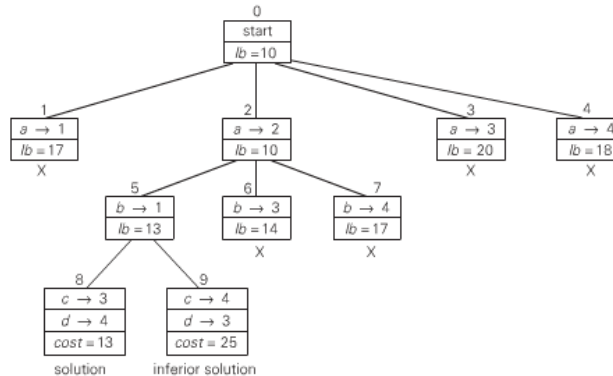 0
start
lb = 10
1
a → 1
lb = 17
X
2
a → 2
lb = 10
3
a → 3
lb = 20
X
4
a → 4
lb = 18
X
5
b → 1
lb = 13
6
b → 3
lb = 14
X
7
b → 4
lb = 17
X
8
c → 3
d → 4
cost = 13
solution
9
c → 4
d → 3
cost = 25
inferior solution